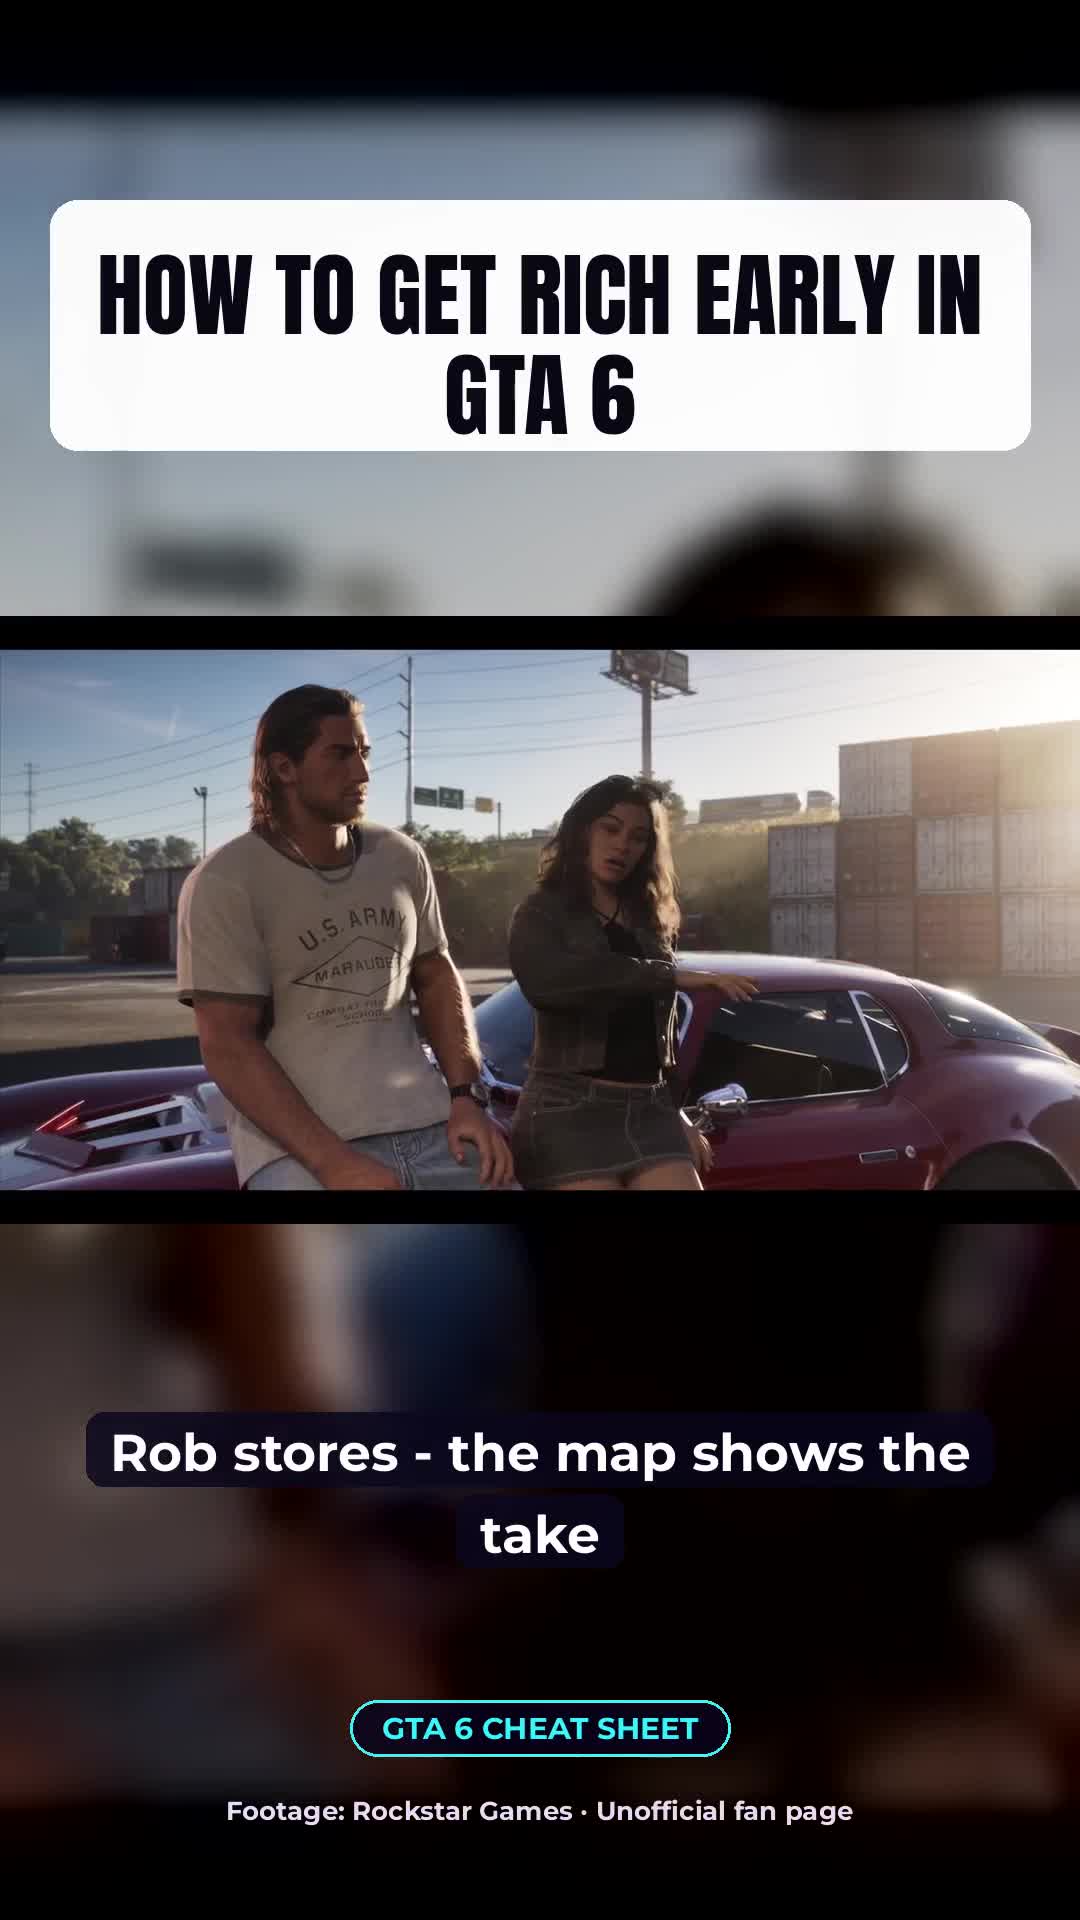 HOW TO GET RICH EARLY IN
GTA 6
U.S. ARMY
MARAUDER
Rob stores - the map shows the
take
GTA 6 CHEAT SHEET
Footage: Rockstar Games · Unofficial fan page